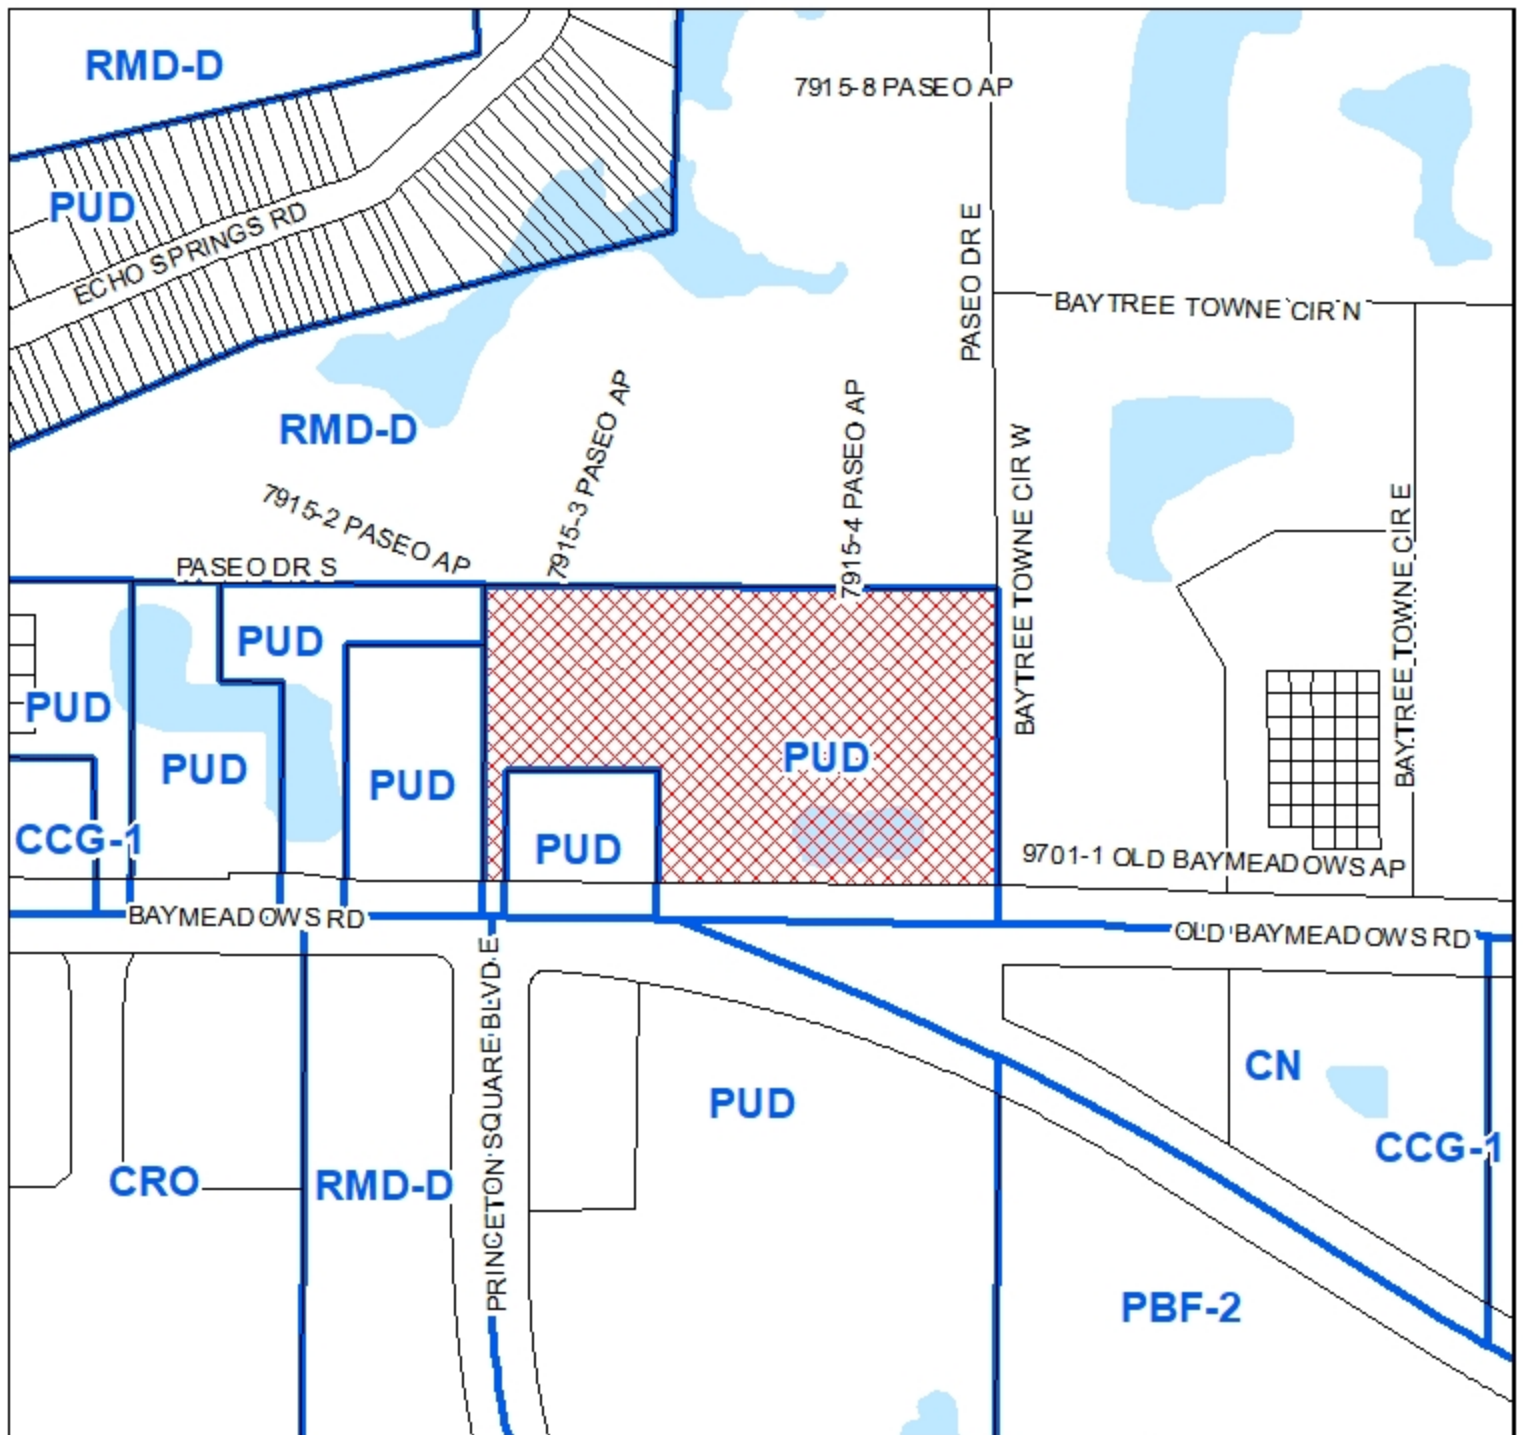 RMD-D
7915-8 PASEO AP
PUD
ECHO SPRINGS RD
PASEO DR E
BAYTREE TOWNE CIR N
RMD-D
7915-2 PASEO AP
7915-3 PASEO AP
7915-4 PASEO AP
BAYTREE TOWNE CIR W
BAYTREE TOWNE CIR E
PASEO DR S
PUD
PUD
PUD
PUD
PUD
CCG-1
PUD
9701-1 OLD BAYMEADOWS AP
BAYMEADOWS RD
OLD BAYMEADOWS RD
PRINCETON SQUARE BLVD E
CN
PUD
CCG-1
CRO
RMD-D
PBF-2